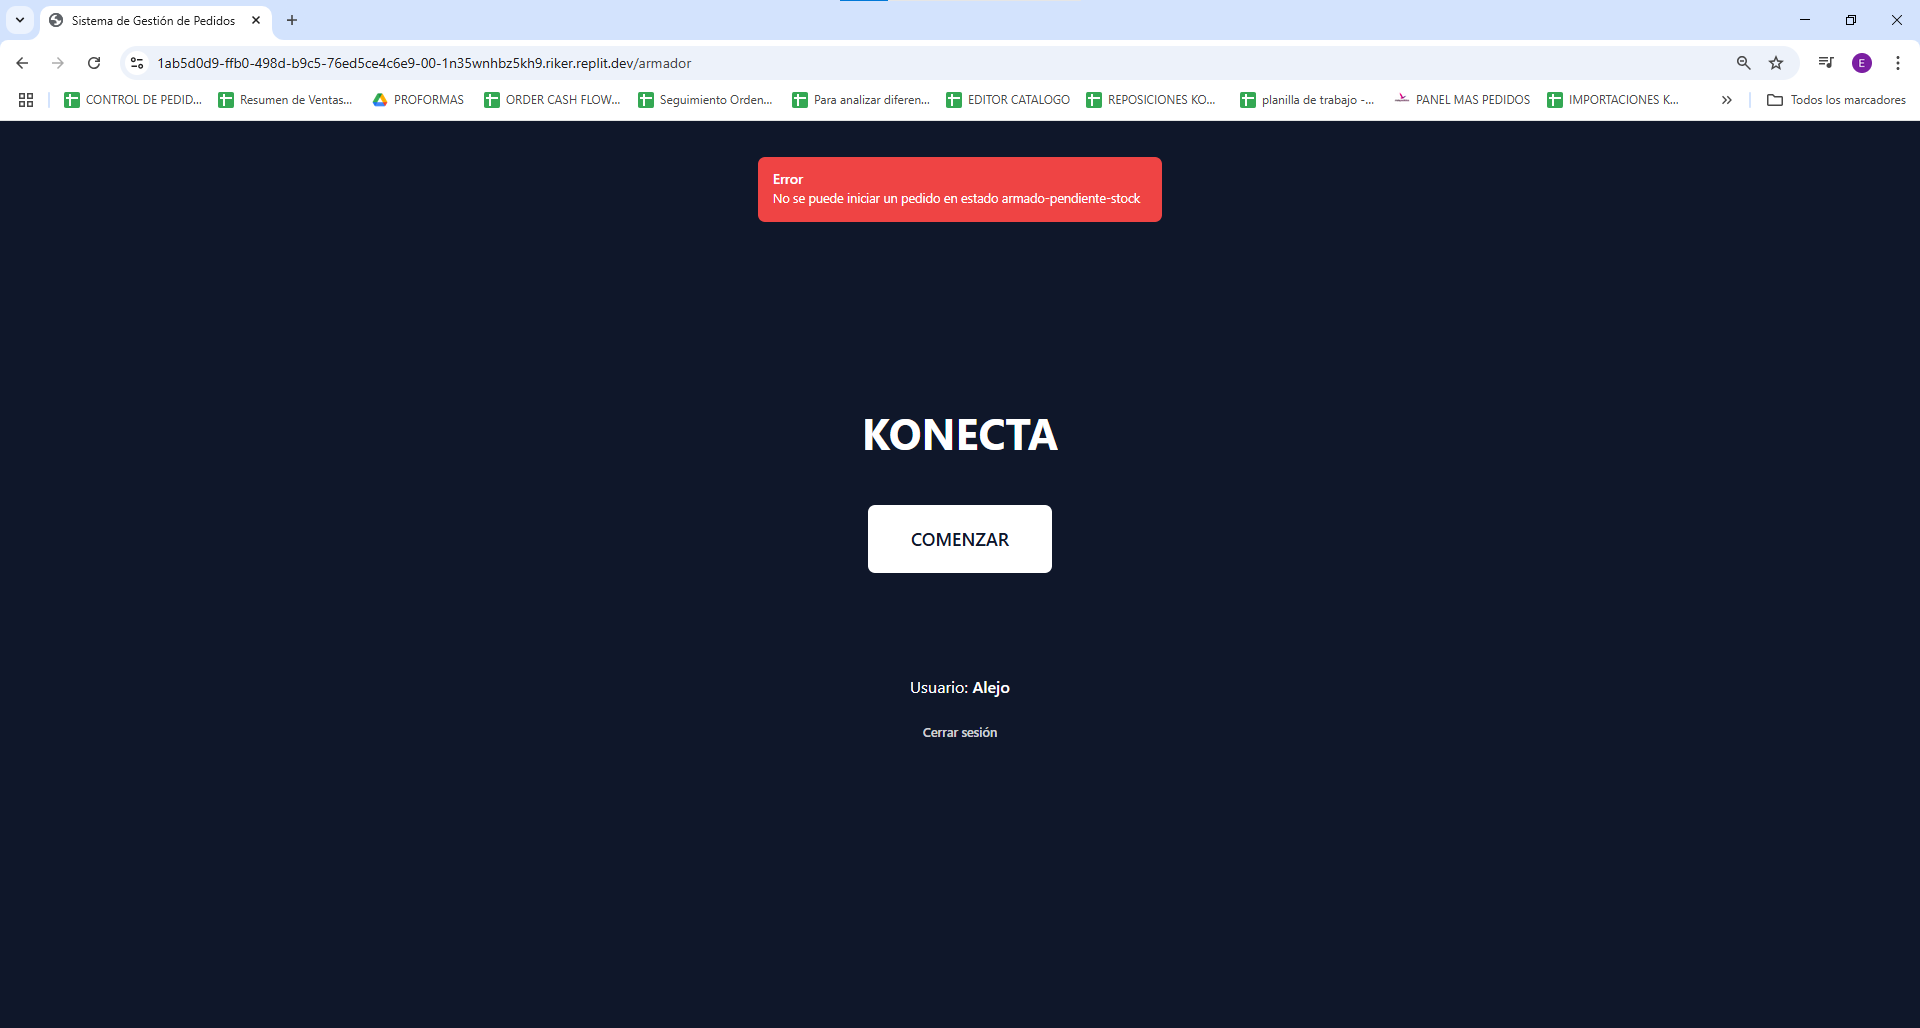 Sistema de Gestión de Pedidos
1ab5d0d9-ffb0-498d-b9c5-76ed5ce4c6e9-00-1n35wnhbz5kh9.riker.replit.dev/armador
E
CONTROL DE PEDID...
Resumen de Ventas...
PROFORMAS
ORDER CASH FLOW...
Seguimiento Orden...
Para analizar diferen...
EDITOR CATALOGO
REPOSICIONES KO...
planilla de trabajo -...
PANEL MAS PEDIDOS
IMPORTACIONES K...
Todos los marcadores
Error
No se puede iniciar un pedido en estado armado-pendiente-stock
KONECTA
COMENZAR
Usuario: Alejo
Cerrar sesión